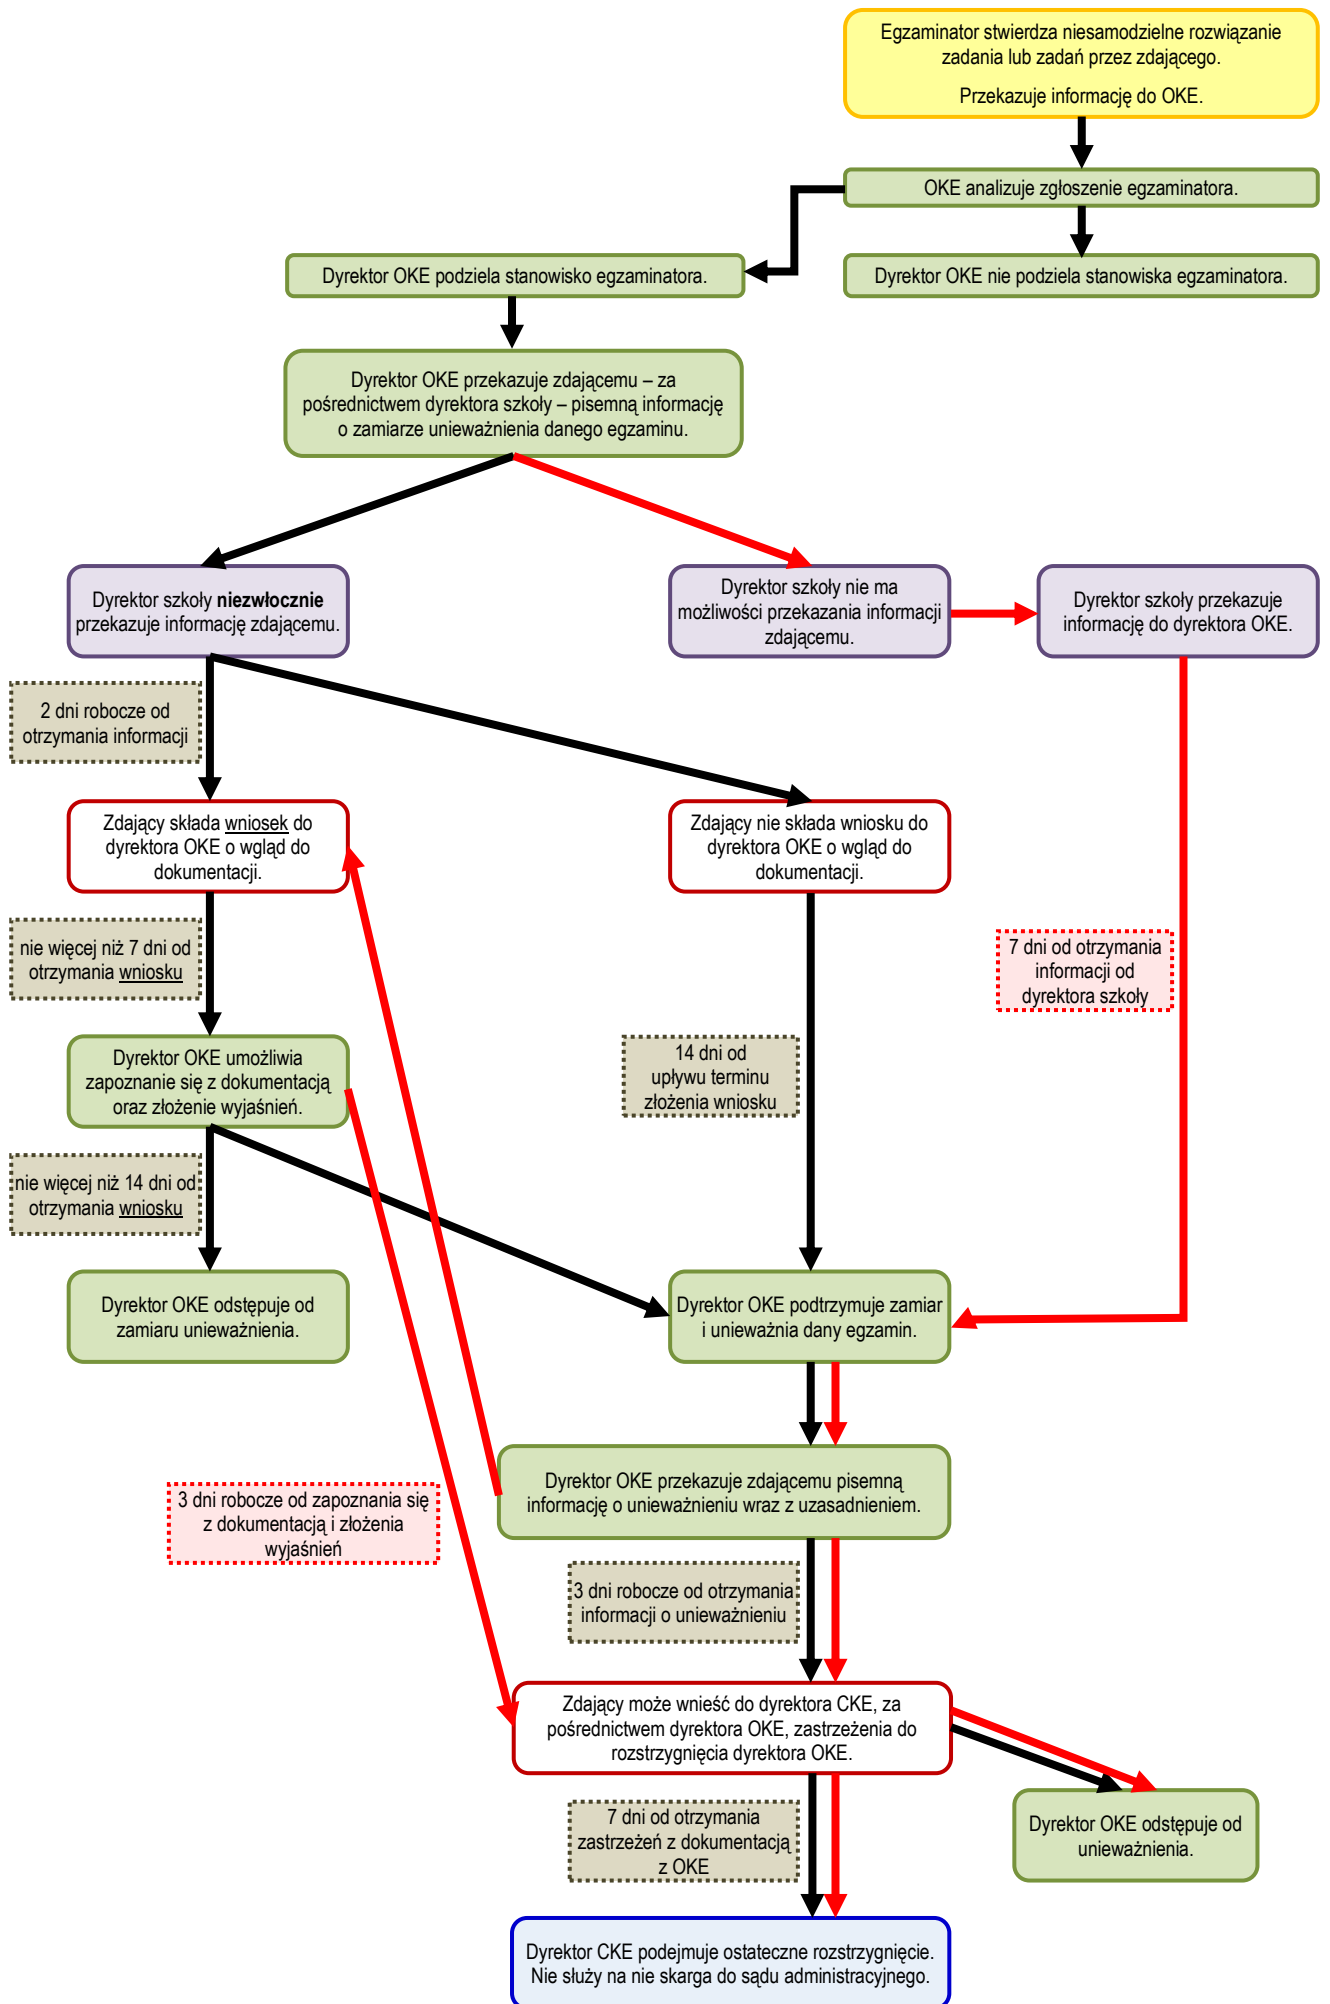 Egzaminator stwierdza niesamodzielne rozwiązanie
zadania lub zadań przez zdającego.
Przekazuje informację do OKE.
OKE analizuje zgłoszenie egzaminatora.
Dyrektor OKE podziela stanowisko egzaminatora.
Dyrektor OKE nie podziela stanowiska egzaminatora.
Dyrektor OKE przekazuje zdającemu – za
pośrednictwem dyrektora szkoły – pisemną informację
o zamiarze unieważnienia danego egzaminu.
Dyrektor szkoły niezwłocznie
przekazuje informację zdającemu.
Dyrektor szkoły nie ma
możliwości przekazania informacji
zdającemu.
Dyrektor szkoły przekazuje
informację do dyrektora OKE.
2 dni robocze od
otrzymania informacji
Zdający składa wniosek do
dyrektora OKE o wgląd do
dokumentacji.
Zdający nie składa wniosku do
dyrektora OKE o wgląd do
dokumentacji.
nie więcej niż 7 dni od
otrzymania wniosku
7 dni od otrzymania
informacji od
dyrektora szkoły
Dyrektor OKE umożliwia
zapoznanie się z dokumentacją
oraz złożenie wyjaśnień.
14 dni od
upływu terminu
złożenia wniosku
nie więcej niż 14 dni od
otrzymania wniosku
Dyrektor OKE odstępuje od
zamiaru unieważnienia.
Dyrektor OKE podtrzymuje zamiar
i unieważnia dany egzamin.
Dyrektor OKE przekazuje zdającemu pisemną
informację o unieważnieniu wraz z uzasadnieniem.
3 dni robocze od zapoznania się
z dokumentacją i złożenia
wyjaśnień
3 dni robocze od otrzymania
informacji o unieważnieniu
Zdający może wnieść do dyrektora CKE, za
pośrednictwem dyrektora OKE, zastrzeżenia do
rozstrzygnięcia dyrektora OKE.
7 dni od otrzymania
zastrzeżeń z dokumentacją
z OKE
Dyrektor OKE odstępuje od
unieważnienia.
Dyrektor CKE podejmuje ostateczne rozstrzygnięcie.
Nie służy na nie skarga do sądu administracyjnego.